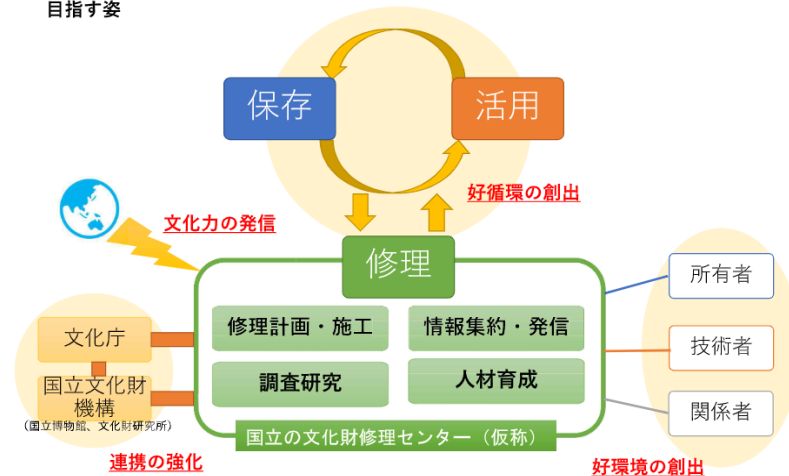 目指す姿
保存
活用
好循環の創出
文化力の発信
修理
所有者
修理計画・施工
情報集約・発信
文化庁
技術者
調査研究
人材育成
国立文化財
機構
（国立博物館、文化財研究所）
関係者
国立の文化財修理センター（仮称）
連携の強化
好環境の創出